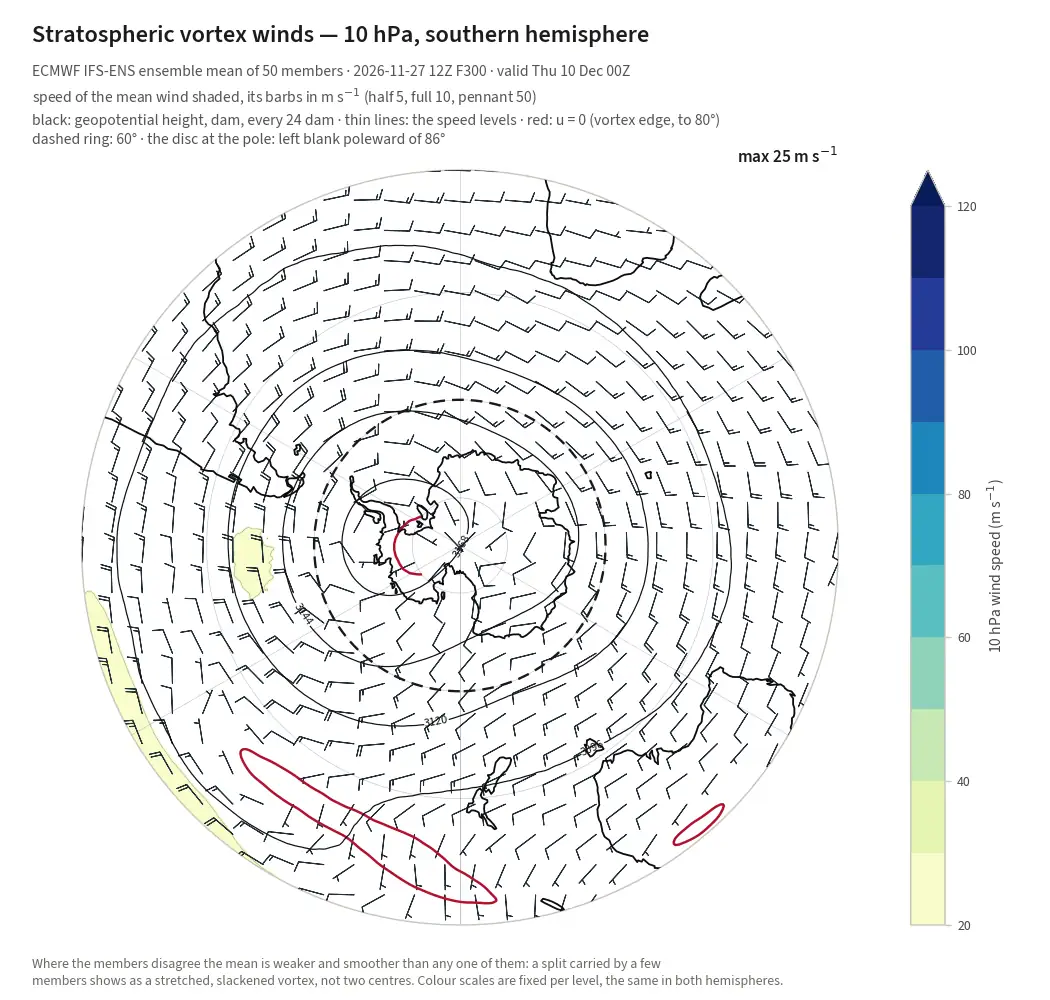 Stratospheric vortex winds — 10 hPa, southern hemisphere
ECMWF IFS-ENS ensemble mean of 50 members · 2026-11-27 12Z F300 · valid Thu 10 Dec 00Z
speed of the mean wind shaded, its barbs in m s⁻¹ (half 5, full 10, pennant 50)
black: geopotential height, dam, every 24 dam · thin lines: the speed levels · red: u = 0 (vortex edge, to 80°)
dashed ring: 60° · the disc at the pole: left blank poleward of 86°
max 25 m s⁻¹
120
100
80
60
40
20
10 hPa wind speed (m s⁻¹)
3144
3120
Where the members disagree the mean is weaker and smoother than any one of them: a split carried by a few
members shows as a stretched, slackened vortex, not two centres. Colour scales are fixed per level, the same in both hemispheres.